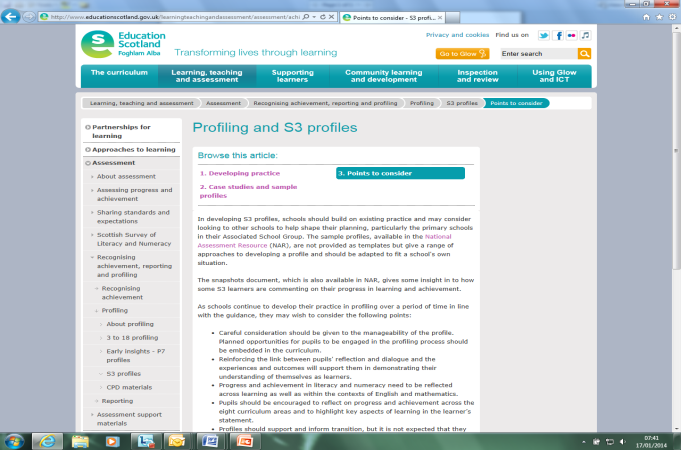 http://www.educationscotland.gov.uk/learningteachingandassessment/assessment/achi
Points to consider - S3 profi...
Education
Scotland
Foghlam Alba
Transforming lives through learning
Privacy and cookies Find us on
Go to Glow
Enter search
The curriculum
Learning, teaching
and assessment
Supporting
learners
Community learning
and development
Inspection
and review
Using Glow
and ICT
Learning, teaching and assessment
Assessment
Recognising achievement, reporting and profiling
Profiling
S3 profiles
Points to consider
Partnerships for
learning
Approaches to learning
Assessment
About assessment
Assessing progress and
achievement
Sharing standards and
expectations
Scottish Survey of
Literacy and Numeracy
Recognising
achievement, reporting
and profiling
Recognising
achievement
Profiling
About profiling
3 to 18 profiling
Early insights - P7
profiles
S3 profiles
CPD materials
Reporting
Assessment support
materials
Profiling and S3 profiles
Browse this article:
1. Developing practice
2. Case studies and sample
profiles
3. Points to consider
In developing S3 profiles, schools should build on existing practice and may consider
looking to other schools to help shape their planning, particularly the primary schools
in their Associated School Group. The sample profiles, available in the National
Assessment Resource (NAR), are not provided as templates but give a range of
approaches to developing a profile and should be adapted to fit a school's own
situation.
The snapshots document, which is also available in NAR, gives some insight in to how
some S3 learners are commenting on their progress in learning and achievement.
As schools continue to develop their practice in profiling over a period of time in line
with the guidance, they may wish to consider the following points:
• Careful consideration should be given to the manageability of the profile.
Planned opportunities for pupils to be engaged in the profiling process should
be embedded in the curriculum.
• Reinforcing the link between pupils' reflection and dialogue and the
experiences and outcomes will support them in demonstrating their
understanding of themselves as learners.
• Progress and achievement in literacy and numeracy need to be reflected
across learning as well as within the contexts of English and mathematics.
• Pupils should be encouraged to reflect on progress and achievement across the
eight curriculum areas and to highlight key aspects of learning in the learner's
statement.
• Profiles should support and inform transition, but it is not expected that they
07:41
17/01/2014